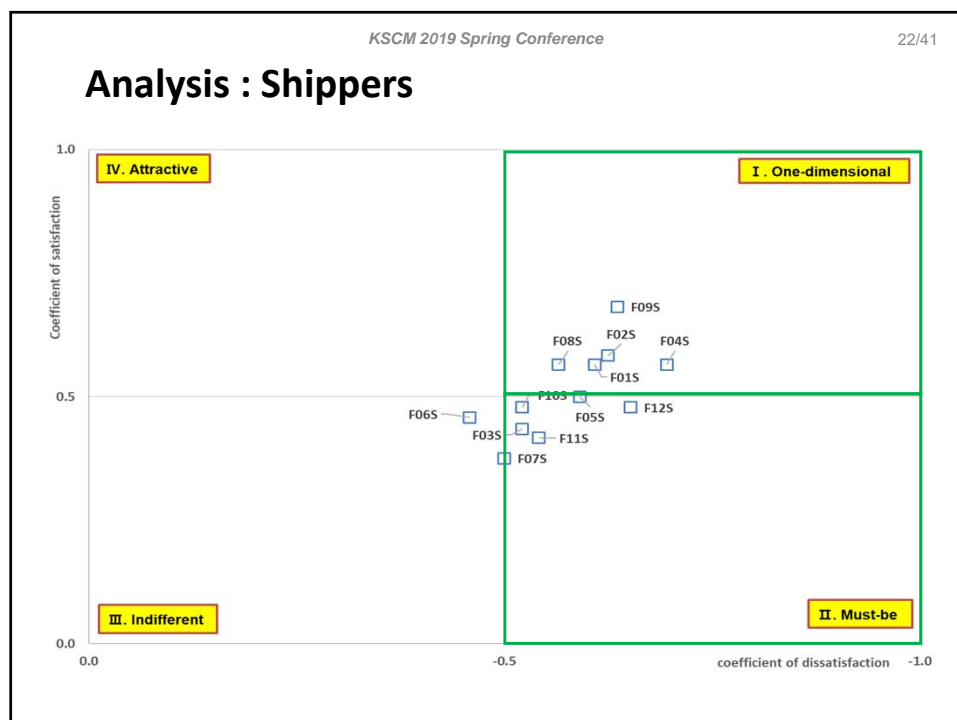 KSCM 2019 Spring Conference
22/41
Analysis : Shippers
1.0
Ⅳ. Attractive
Ⅰ. One-dimensional
Coefficient of satisfaction
F09S
F08S
F02S
F04S
F01S
0.5
F10S
F06S
F05S
F12S
F03S
F11S
F07S
Ⅲ. Indifferent
Ⅱ. Must-be
0.0
0.0
-0.5
coefficient of dissatisfaction
-1.0